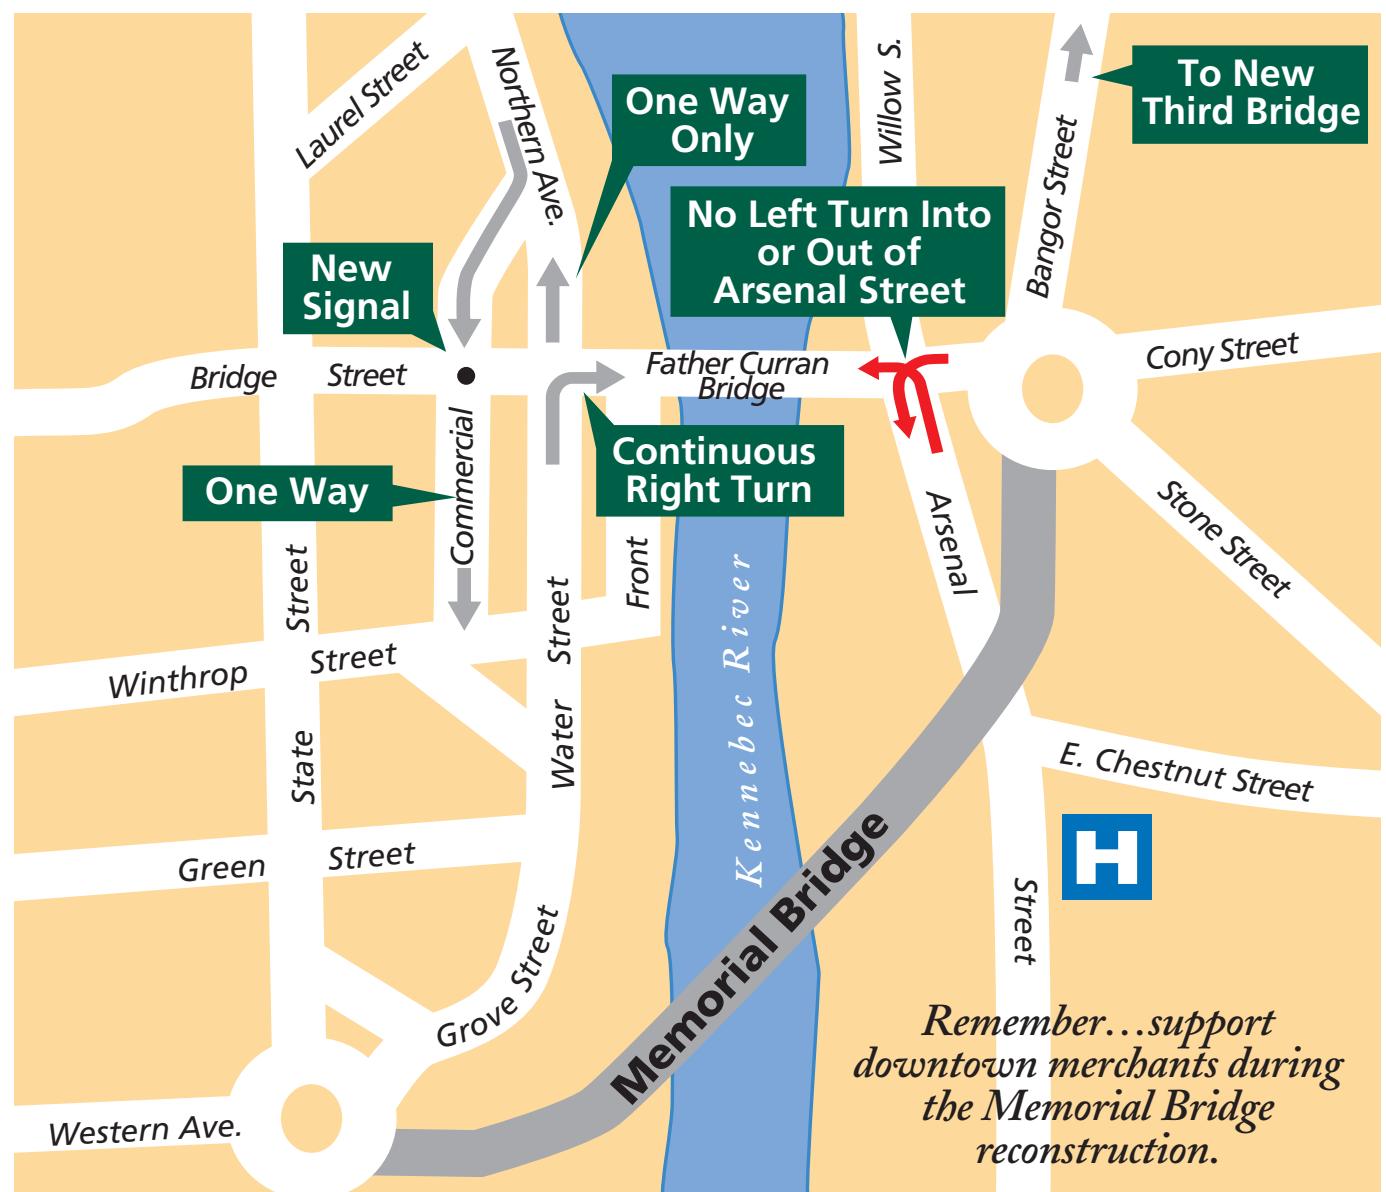 Laurel Street
Northern Ave.
One Way
Only
Willow S.
To New
Third Bridge
Bangor Street
No Left Turn Into
or Out of
Arsenal Street
New
Signal
Bridge Street
Father Curran
Bridge
Cony Street
Continuous
Right Turn
One Way
Commercial
Front
Arsenal
Stone Street
Street
Winthrop Street
Water Street
State
Kennebec River
E. Chestnut Street
H
Green Street
Memorial Bridge
Street
Grove Street
Western Ave.
Remember...support
downtown merchants during
the Memorial Bridge
reconstruction.